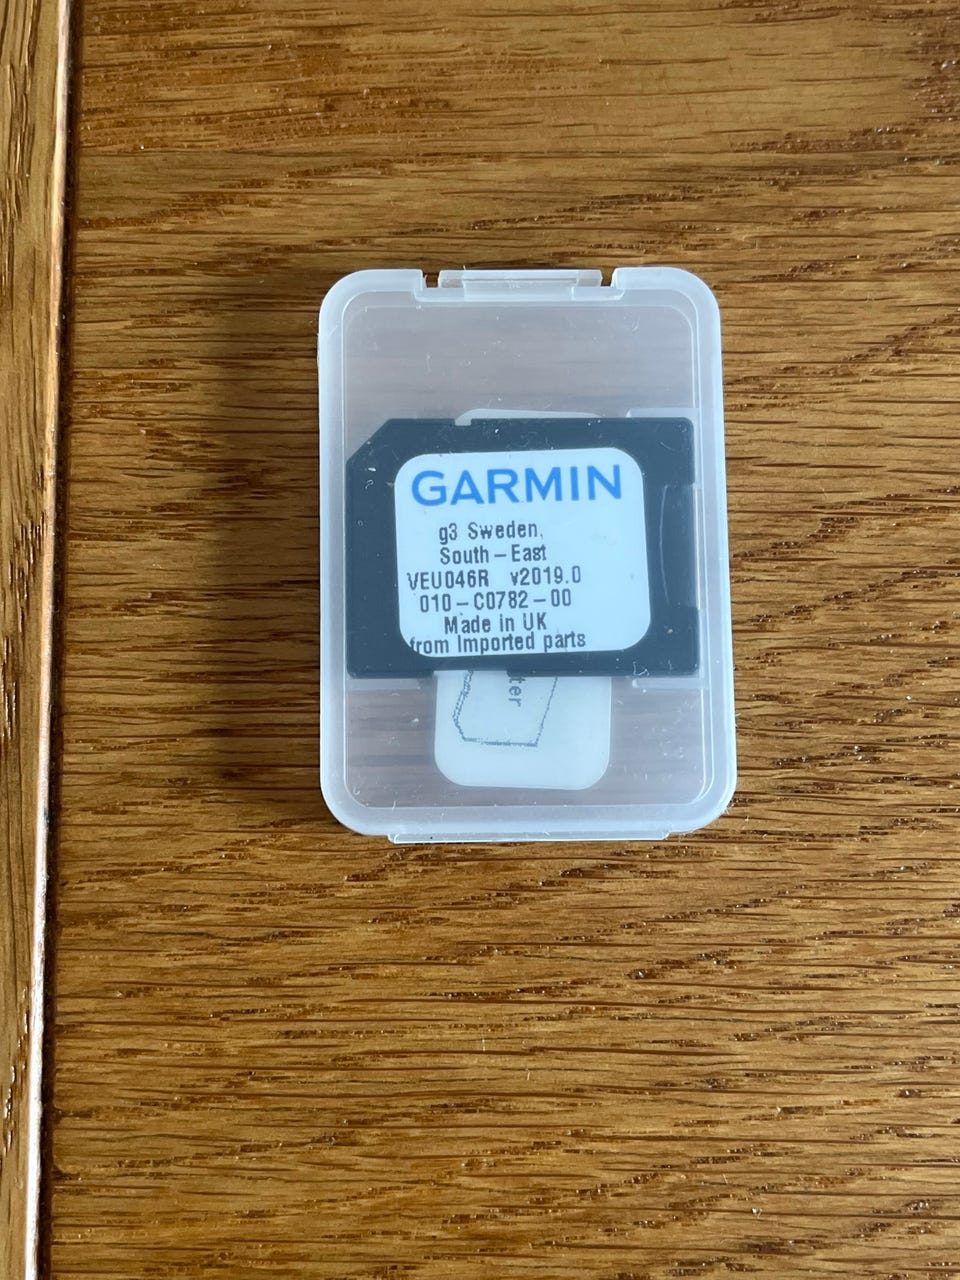 GARMIN
g3 Sweden,
South-East
VEU046R v2019.0
010-C0782-00
Made in UK
from Imported parts